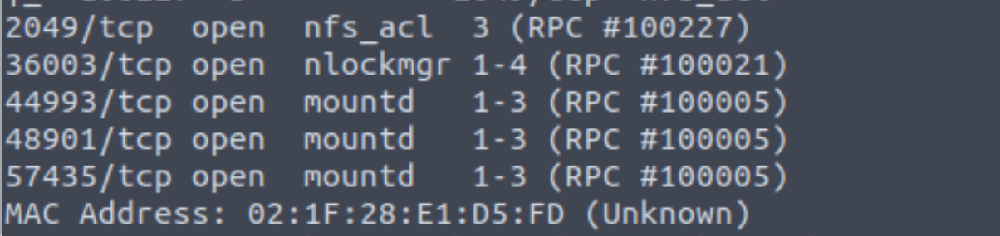 2049/tcp open nfs_acl 3 (RPC #100227)
36003/tcp open nlockmgr 1-4 (RPC #100021)
44993/tcp open mountd 1-3 (RPC #100005)
48901/tcp open mountd 1-3 (RPC #100005)
57435/tcp open mountd 1-3 (RPC #100005)
MAC Address: 02:1F:28:E1:D5:FD (Unknown)